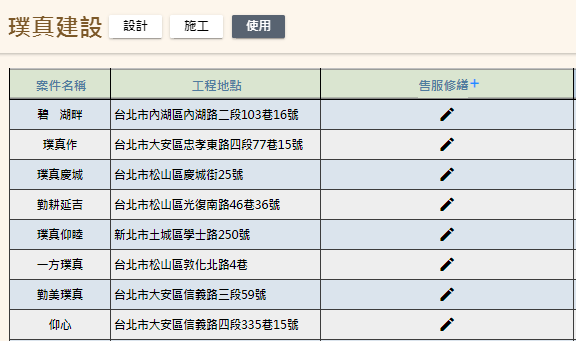 璞真建設 設計 施工 使用
案件名稱 工程地點 售服修繕+
碧 湖畔 台北市內湖區內湖路二段103巷16號
璞真作 台北市大安區忠孝東路四段77巷15號
璞真慶城 台北市松山區慶城街25號
勤耕延吉 台北市松山區光復南路46巷36號
璞真仰睦 新北市土城區學士路250號
一方璞真 台北市松山區敦化北路4巷
勤美璞真 台北市大安區信義路三段59號
仰心 台北市大安區信義路四段335巷15號